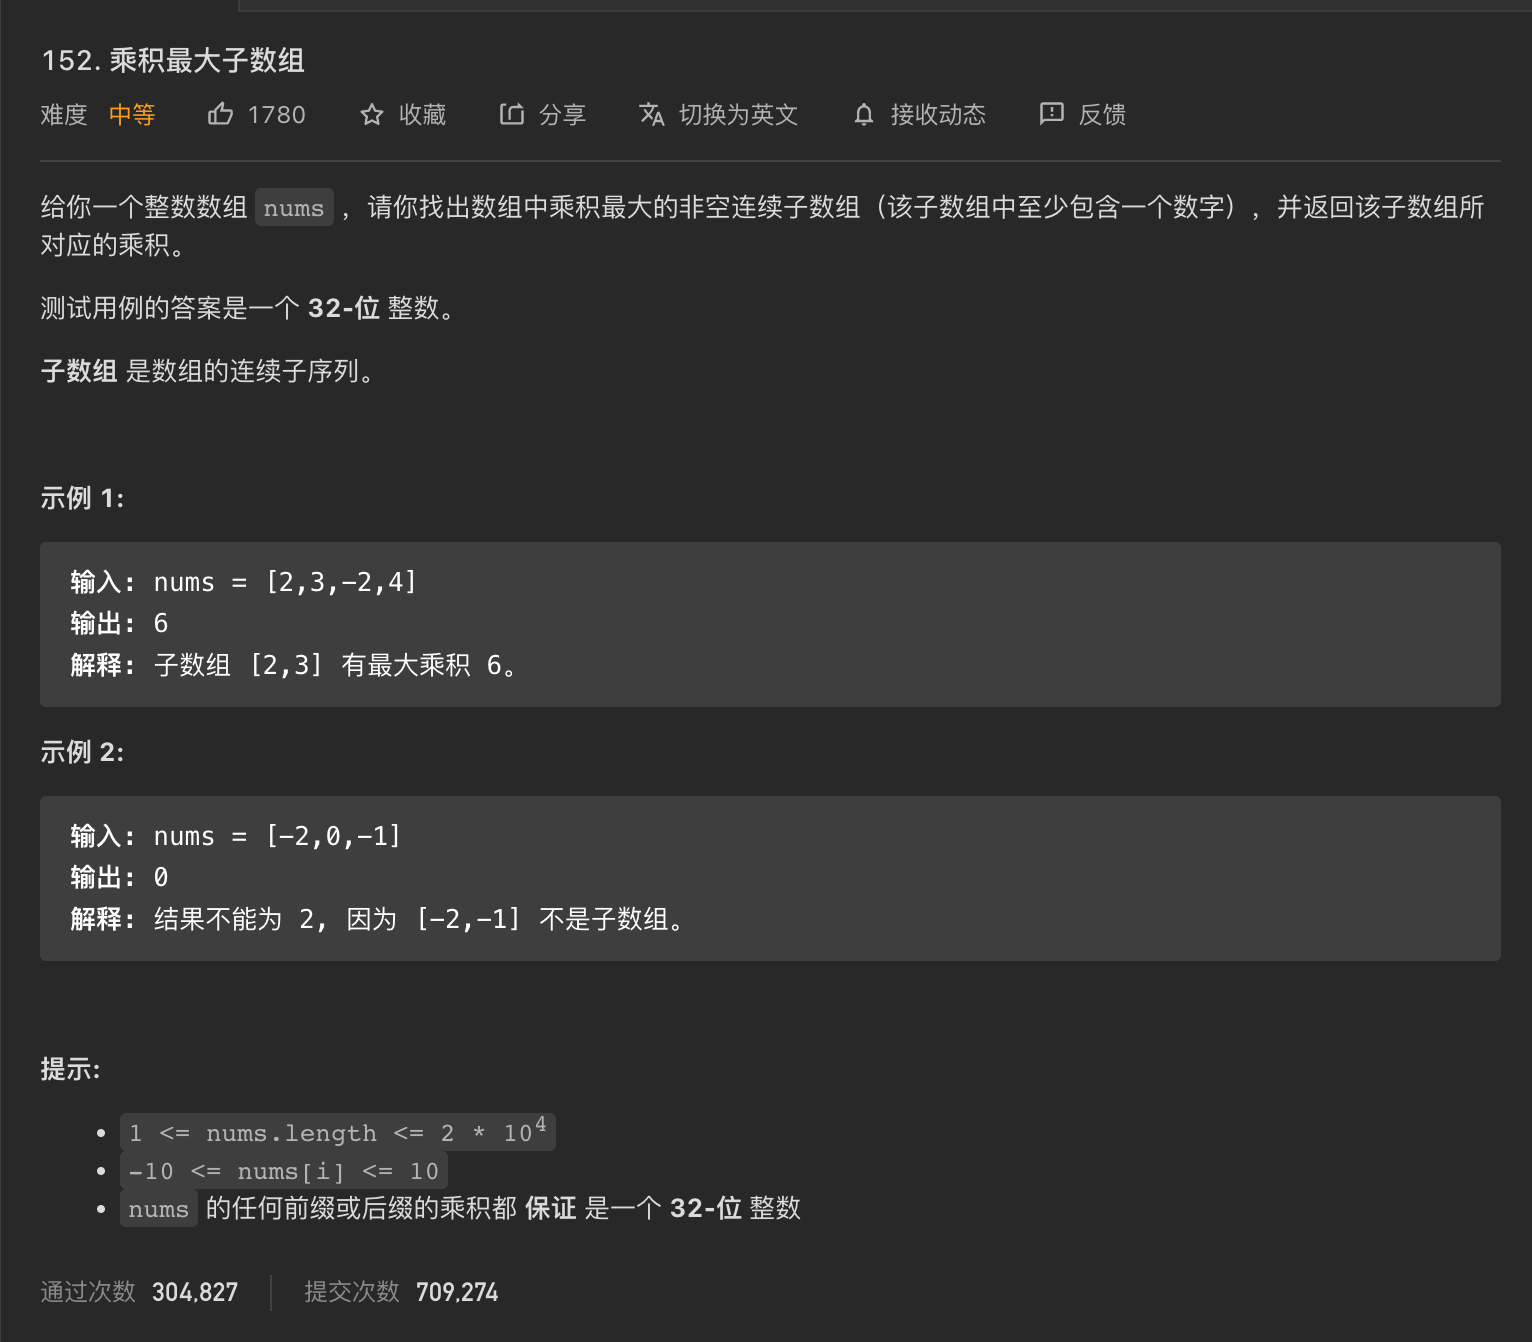 152. 乘积最大子数组
难度 中等 1780 收藏 分享 切换为英文 接收动态 反馈
给你一个整数数组 nums ，请你找出数组中乘积最大的非空连续子数组（该子数组中至少包含一个数字），并返回该子数组所
对应的乘积。
测试用例的答案是一个 32-位 整数。
子数组 是数组的连续子序列。
示例 1:
输入: nums = [2,3,-2,4]
输出: 6
解释: 子数组 [2,3] 有最大乘积 6。
示例 2:
输入: nums = [-2,0,-1]
输出: 0
解释: 结果不能为 2, 因为 [-2,-1] 不是子数组。
提示:
• 1 <= nums.length <= 2 * 10⁴
• -10 <= nums[i] <= 10
• nums 的任何前缀或后缀的乘积都 保证 是一个 32-位 整数
通过次数 304,827 提交次数 709,274